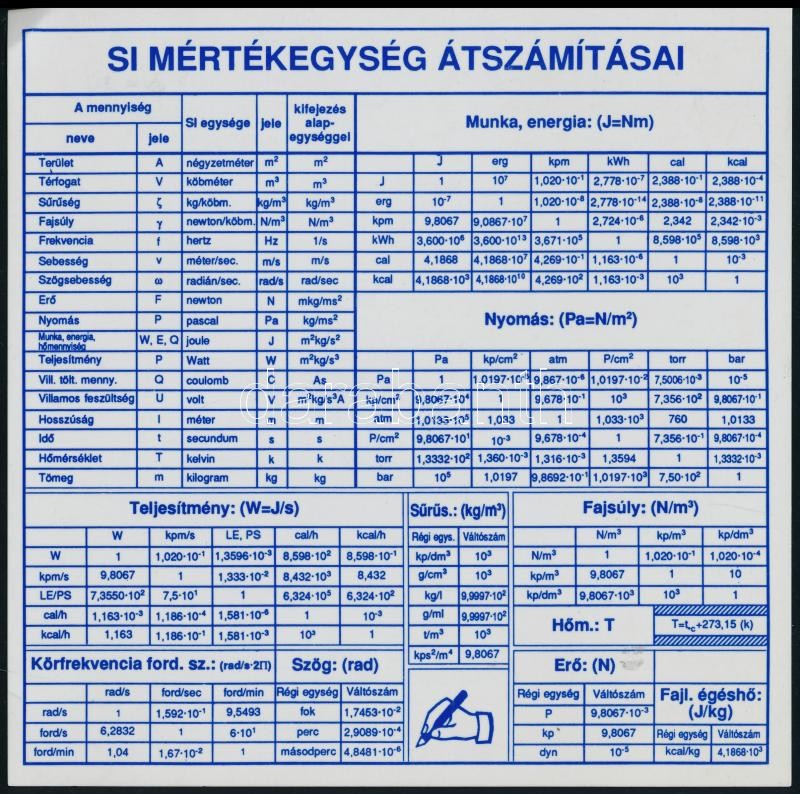 SI MÉRTÉKEGYSÉG ÁTSZÁMÍTÁSAI
A mennyiség SI egysége jele kifejezés alap-egységgel
neve jele
Terület A négyzetméter m² m²
Térfogat V köbméter m³ m³
Sűrűség ζ kg/köbm. kg/m³ kg/m³
Fajsúly γ newton/köbm. N/m³ N/m³
Frekvencia f hertz Hz 1/s
Sebesség v méter/sec. m/s m/s
Szögsebesség ω radián/sec. rad/s rad/sec
Erő F newton N mkg/ms²
Nyomás P pascal Pa kg/ms²
Munka, energia, hőmennyiség W, E, Q joule J m²kg/s²
Teljesítmény P Watt W m²kg/s³
Vill. tölt. menny. Q coulomb C As
Villamos feszültség U volt V m²kg/s³A
Hosszúság l méter m m
Idő t secundum s s
Hőmérséklet T kelvin k k
Tömeg m kilogram kg kg
Munka, energia: (J=Nm)
J erg kpm kWh cal kcal
J 1 10⁷ 1,020·10⁻¹ 2,778·10⁻⁷ 2,388·10⁻¹ 2,388·10⁻⁴
erg 10⁻⁷ 1 1,020·10⁻⁸ 2,778·10⁻¹⁴ 2,388·10⁻⁸ 2,388·10⁻¹¹
kpm 9,8067 9,0867·10⁷ 1 2,724·10⁻⁶ 2,342 2,342·10⁻³
kWh 3,600·10⁶ 3,600·10¹³ 3,671·10⁵ 1 8,598·10⁵ 8,598·10³
cal 4,1868 4,1868·10⁷ 4,269·10⁻¹ 1,163·10⁻⁶ 1 10⁻³
kcal 4,1868·10³ 4,1868·10¹⁰ 4,269·10² 1,163·10⁻³ 10³ 1
Nyomás: (Pa=N/m²)
Pa kp/cm² atm P/cm² torr bar
Pa 1 1,0197·10⁻⁵ 9,867·10⁻⁶ 1,0197·10⁻² 7,5006·10⁻³ 10⁻⁵
kp/cm² 9,8067·10⁴ 1 9,678·10⁻¹ 10³ 7,356·10² 9,8067·10⁻¹
atm 1,0133·10⁵ 1,033 1 1,033·10³ 760 1,0133
P/cm² 9,8067·10¹ 10⁻³ 9,678·10⁻⁴ 1 7,356·10⁻¹ 9,8067·10⁻⁴
torr 1,3332·10² 1,360·10⁻³ 1,316·10⁻³ 1,3594 1 1,3332·10⁻³
bar 10⁵ 1,0197 9,8692·10⁻¹ 1,0197·10³ 7,50·10² 1
darabanth
Teljesítmény: (W=J/s)
W kpm/s LE, PS cal/h kcal/h
W 1 1,020·10⁻¹ 1,3596·10⁻³ 8,598·10² 8,598·10⁻¹
kpm/s 9,8067 1 1,333·10⁻² 8,432·10³ 8,432
LE/PS 7,3550·10² 7,5·10¹ 1 6,324·10⁵ 6,324·10²
cal/h 1,163·10⁻³ 1,186·10⁻⁴ 1,581·10⁻⁶ 1 10⁻³
kcal/h 1,163 1,186·10⁻¹ 1,581·10⁻³ 10³ 1
Sűrűs.: (kg/m³)
Régi egys. Váltószám
kp/dm³ 10³
g/cm³ 10³
kg/l 9,9997·10²
g/ml 9,9997·10²
t/m³ 10³
kps²/m⁴ 9,8067
Fajsúly: (N/m³)
N/m³ kp/m³ kp/dm³
N/m³ 1 1,020·10⁻¹ 1,020·10⁻⁴
kp/m³ 9,8067 1 10
kp/dm³ 9,8067·10³ 10³ 1
Hőm.: T T=t꜀+273,15 (k)
Körfrekvencia ford. sz.: (rad/s·2Π)
rad/s ford/sec ford/min
rad/s 1 1,592·10⁻¹ 9,5493
ford/s 6,2832 1 6·10¹
ford/min 1,04 1,67·10⁻² 1
Szög: (rad)
Régi egység Váltószám
fok 1,7453·10⁻²
perc 2,9089·10⁻⁴
másodperc 4,8481·10⁻⁶
Erő: (N)
Régi egység Váltószám
P 9,8067·10⁻³
kp 9,8067
dyn 10⁻⁵
Fajl. égéshő: (J/kg)
Régi egység Váltószám
kcal/kg 4,1868·10³